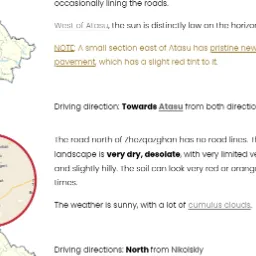 occasionally lining the roads.
West of Atasu, the sun is distinctly low on the horizo
NOTE: A small section east of Atasu has pristine new
pavement, which has a slight red tint to it.
Driving direction: Towards Atasu from both directio
The road north of Zhezqazghan has no road lines. T
landscape is very dry, desolate, with very limited ve
and slightly hilly. The soil can look very red or orang
times.
The weather is sunny, with a lot of cumulus clouds.
Driving directions: North from Nikolskiy